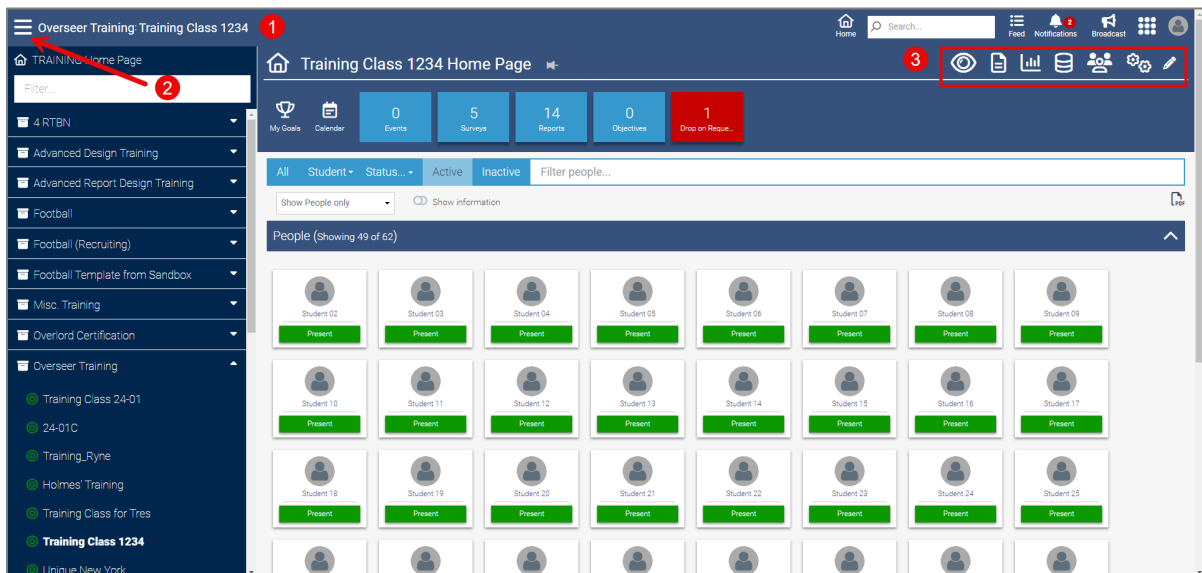 Overseer Training: Training Class 1234
1
Home
Search...
Feed
Notifications
2
Broadcast
TRAINING Home Page
Filter...
2
4 RTBN
Advanced Design Training
Advanced Report Design Training
Football
Football (Recruiting)
Football Template from Sandbox
Misc. Training
Overlord Certification
Overseer Training
Training Class 24-01
24-01C
Training_Ryne
Holmes' Training
Training Class for Tres
Training Class 1234
Unique New York
Training Class 1234 Home Page
3
My Goals
Calendar
0
Events
5
Surveys
14
Reports
0
Objectives
1
Drop on Reque...
All Student Status... Active Inactive Filter people...
Show People only
Show information
PDF
People (Showing 49 of 62)
Student 02 Student 03 Student 04 Student 05 Student 06 Student 07 Student 08 Student 09
Present Present Present Present Present Present Present Present
Student 10 Student 11 Student 12 Student 13 Student 14 Student 15 Student 16 Student 17
Present Present Present Present Present Present Present Present
Student 18 Student 19 Student 20 Student 21 Student 22 Student 23 Student 24 Student 25
Present Present Present Present Present Present Present Present